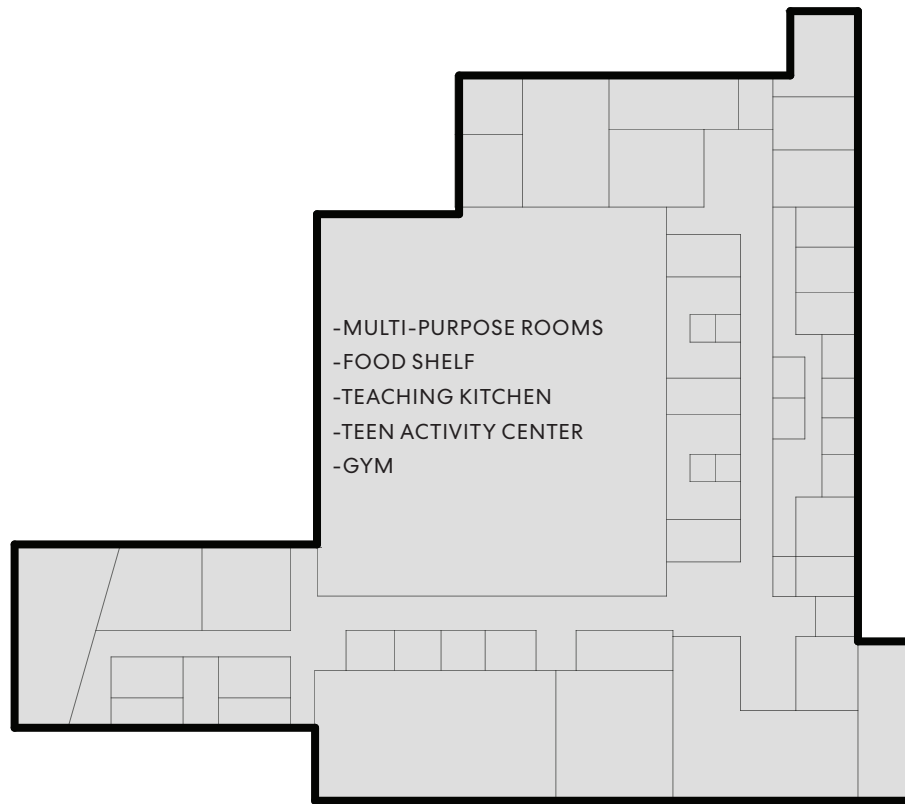 -MULTI-PURPOSE ROOMS
-FOOD SHELF
-TEACHING KITCHEN
-TEEN ACTIVITY CENTER
-GYM